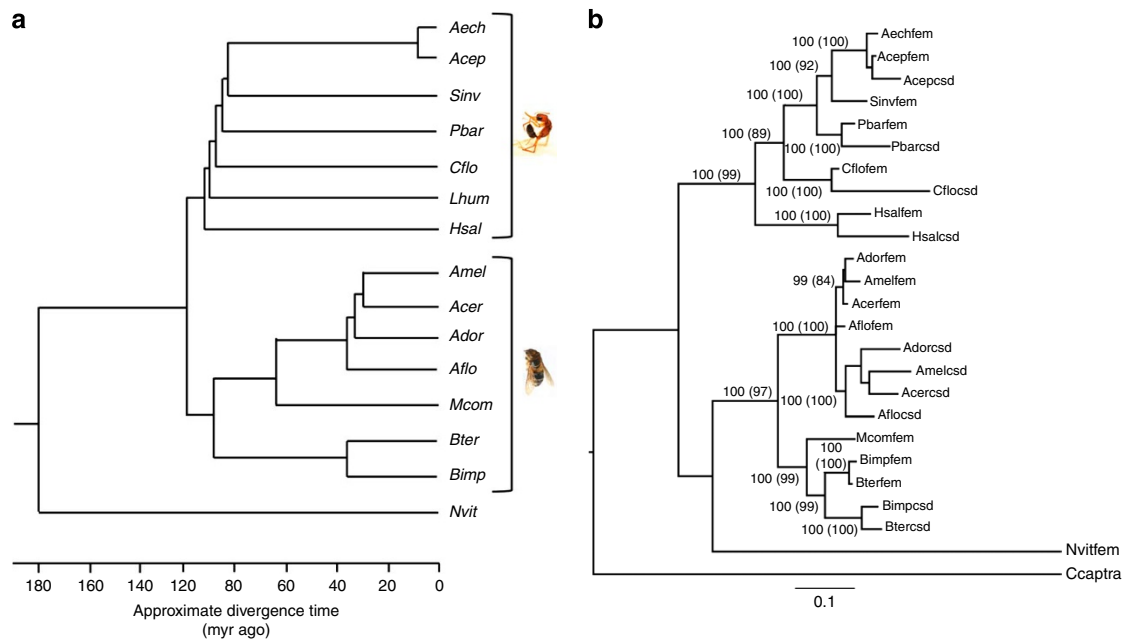 a
Aech
Acep
Sinv
Pbar
Cflo
Lhum
Hsal
Amel
Acer
Ador
Aflo
Mcom
Bter
Bimp
Nvit
180 160 140 120 80 60 40 20 0
Approximate divergence time
(myr ago)
b
100 (100)
Aechfem
100 (92)
Acepfem
Acepcsd
100 (100)
Sinvfem
100 (89)
Pbarfem
100 (100)
Pbarcsd
Cflofem
100 (99)
100 (100)
Cflocsd
100 (100)
Hsalfem
Hsalcsd
Adorfem
99 (84)
Amelfem
Acerfem
100 (100)
Aflofem
Adorcsd
Amelcsd
100 (97)
100 (100)
Acercsd
Aflocsd
Mcomfem
100
(100)
Bimpfem
100 (99)
Bterfem
100 (99)
Bimpcsd
100 (100)
Btercsd
Nvitfem
Ccaptra
0.1